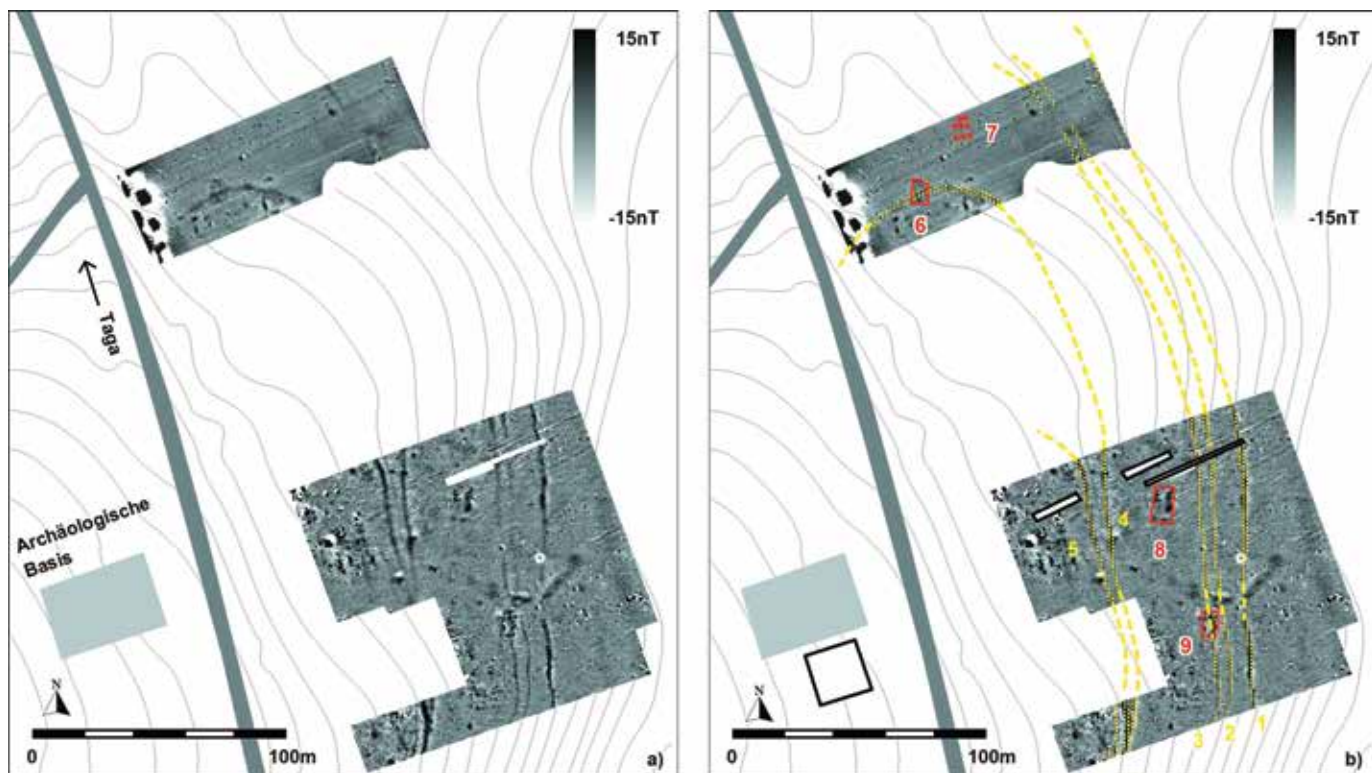 15nT
-15nT
Taga
Archäologische
Basis
N
0
100m
a)
15nT
-15nT
7
6
4
5
8
9
3
2
1
N
0
100m
b)